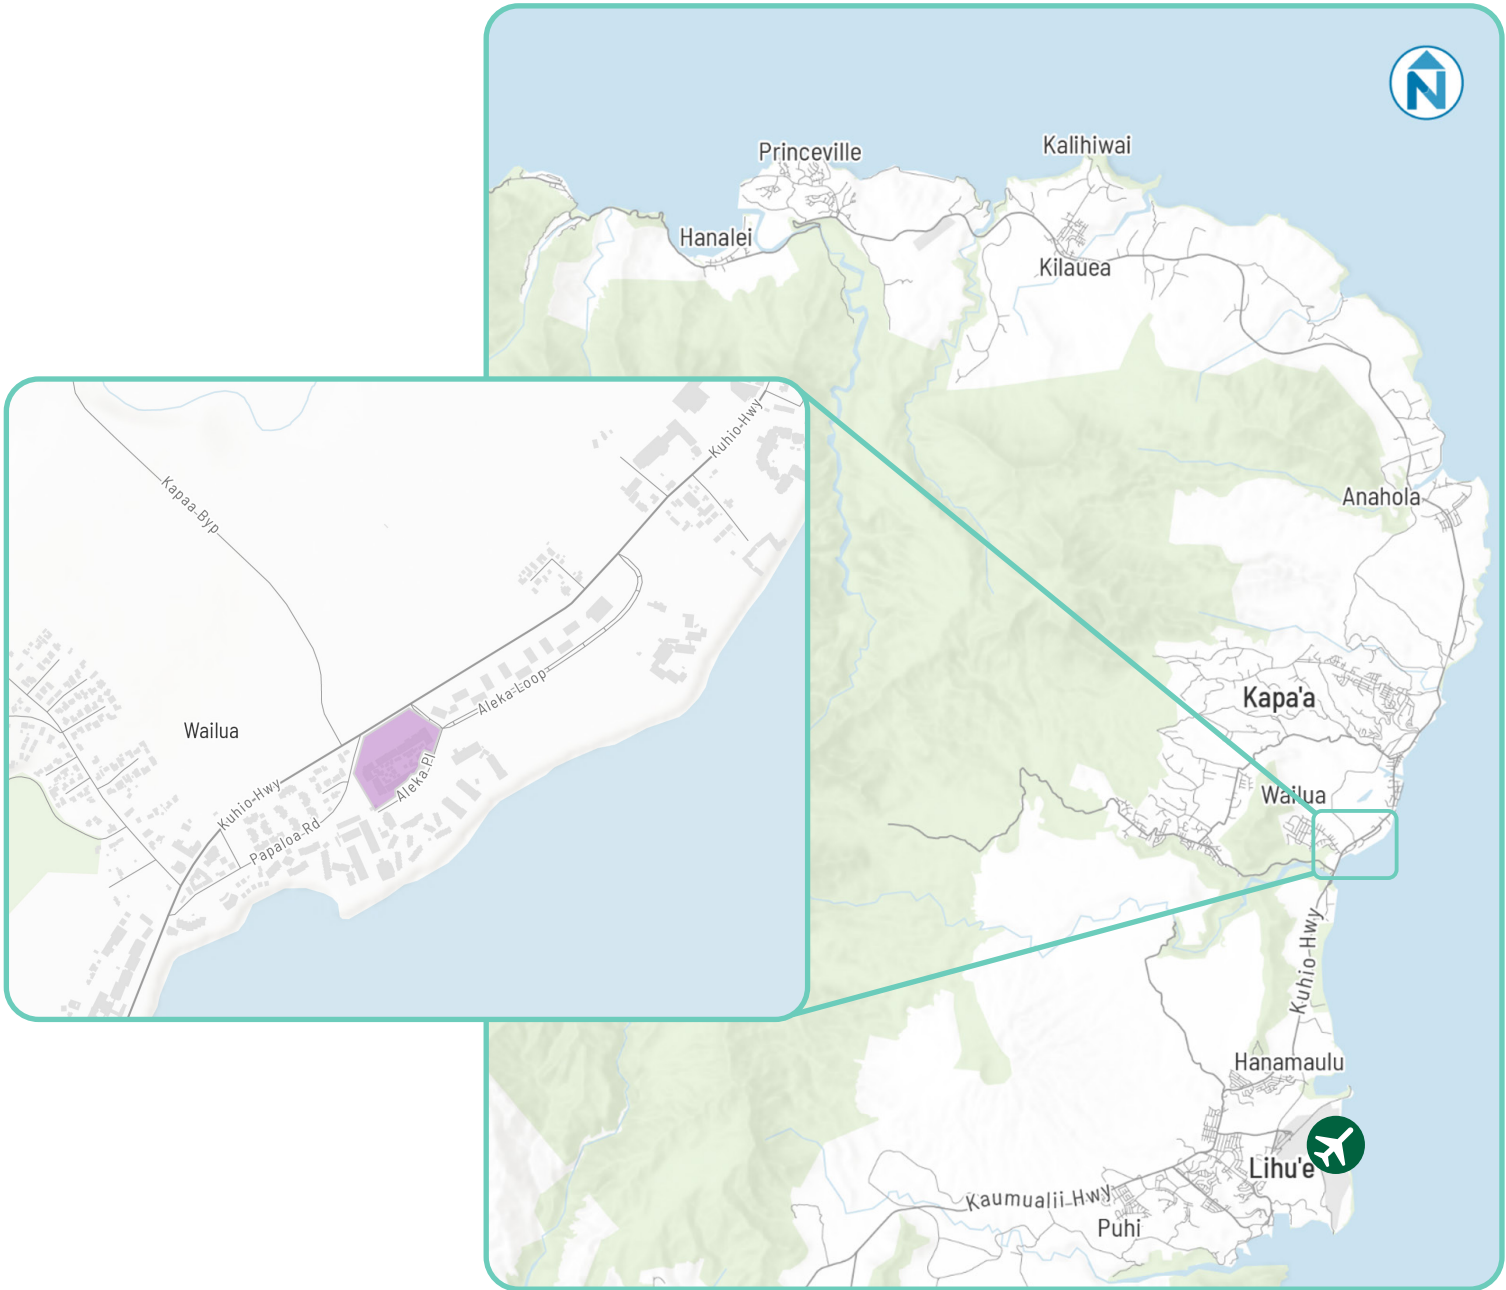 N
Kalihiwai
Princeville
Hanalei
Kilauea
Anahola
Kapa'a
Wailua
Kuhio-Hwy
Hanamaulu
Lihu'e
Kaumualii-Hwy
Puhi
Kuhio-Hwy
Kapaa-Byp
Aleka-Loop
Wailua
Aleka-Pl
Kuhio-Hwy
Papaloa-Rd